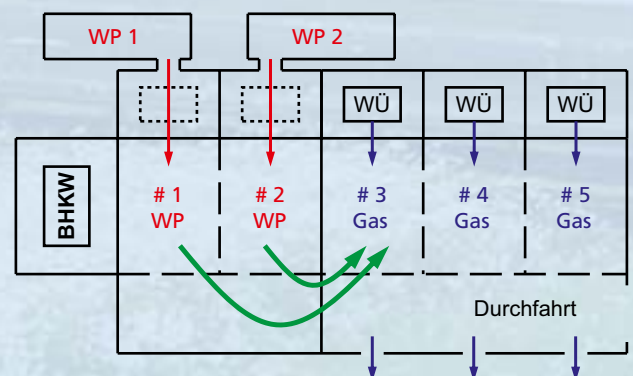 WP 1
WP 2
WÜ
WÜ
WÜ
BHKW
# 1
WP
# 2
WP
# 3
Gas
# 4
Gas
# 5
Gas
Durchfahrt